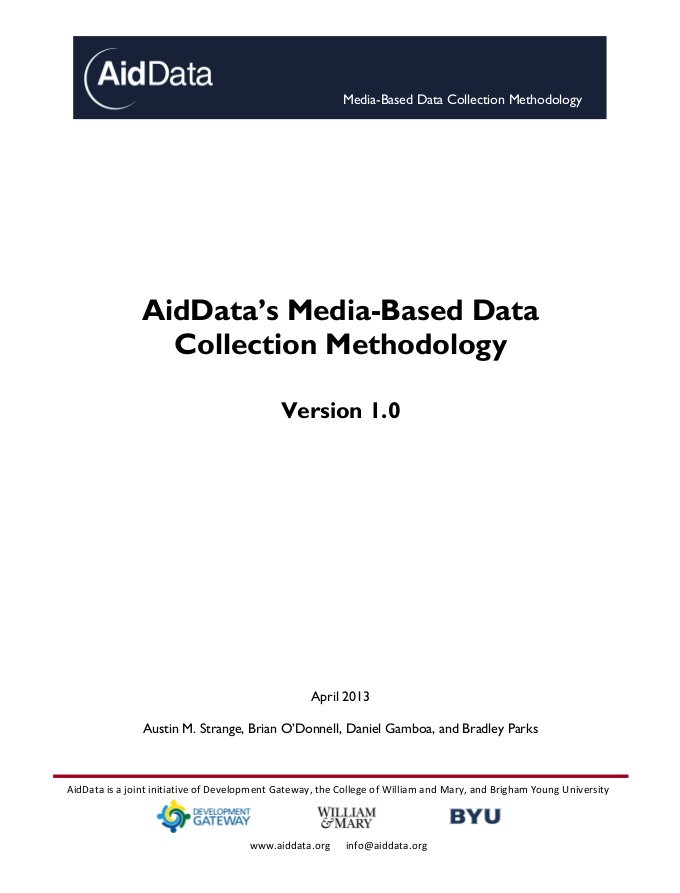 AidData
Media-Based Data Collection Methodology
AidData’s Media-Based Data
Collection Methodology
Version 1.0
April 2013
Austin M. Strange, Brian O’Donnell, Daniel Gamboa, and Bradley Parks
AidData is a joint initiative of Development Gateway, the College of William and Mary, and Brigham Young University
DEVELOPMENT
GATEWAY
WILLIAM
& MARY
BYU
www.aiddata.org info@aiddata.org